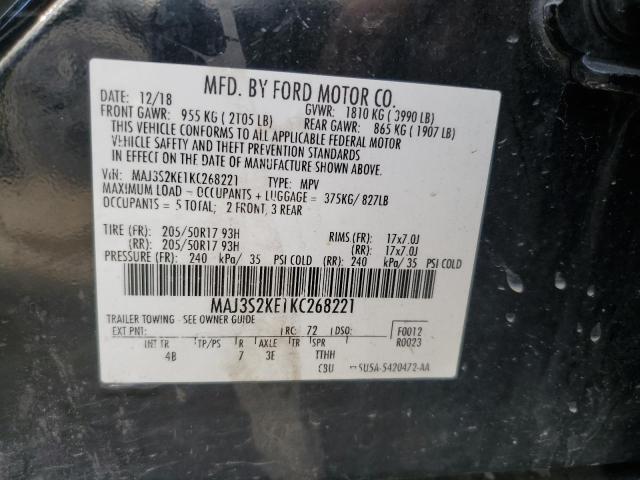 MFD. BY FORD MOTOR CO.
DATE: 12/18 GVWR: 1810 KG ( 3990 LB)
FRONT GAWR: 955 KG ( 2105 LB) REAR GAWR: 865 KG ( 1907 LB)
THIS VEHICLE CONFORMS TO ALL APPLICABLE FEDERAL MOTOR
VEHICLE SAFETY AND THEFT PREVENTION STANDARDS
IN EFFECT ON THE DATE OF MANUFACTURE SHOWN ABOVE.
VIN: MAJ3S2KE1KC268221 TYPE: MPV
MAXIMUM LOAD - OCCUPANTS + LUGGAGE = 375KG/ 827LB
OCCUPANTS = 5 TOTAL; 2 FRONT, 3 REAR
TIRE (FR): 205/50R17 93H RIMS (FR): 17x7.0J
(RR): 205/50R17 93H (RR): 17x7.0J
PRESSURE (FR): 240 kPa/ 35 PSI COLD (RR): 240 kPa/ 35 PSI COLD
MAJ3S2KE1KC268221
TRAILER TOWING - SEE OWNER GUIDE
EXT PNT: RC: 72 DSO: F0012
R0023
INT TR TP/PS R AXLE TR SPR
4B 7 3E TTHH
CBU 5U5A-5420472-AA